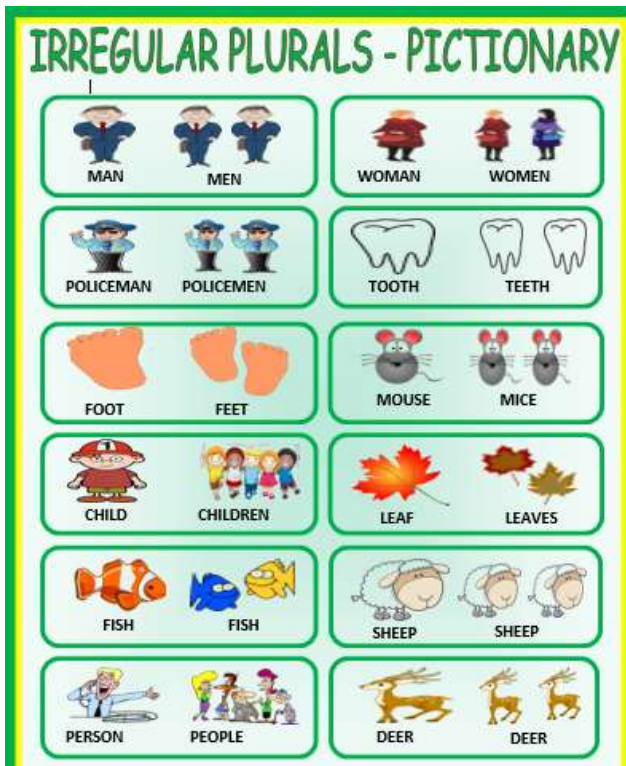 IRREGULAR PLURALS - PICTIONARY
MAN MEN
WOMAN WOMEN
POLICEMAN POLICEMEN
TOOTH TEETH
FOOT FEET
MOUSE MICE
CHILD CHILDREN
LEAF LEAVES
FISH FISH
SHEEP SHEEP
PERSON PEOPLE
DEER DEER